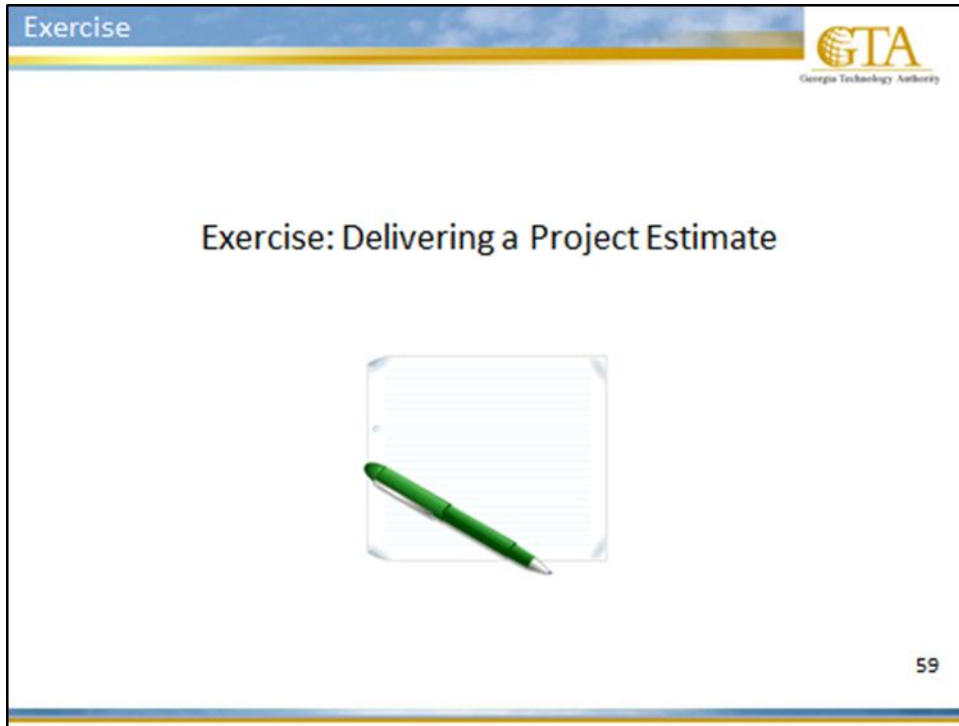 Exercise
GTA
Georgia Technology Authority
Exercise: Delivering a Project Estimate
59